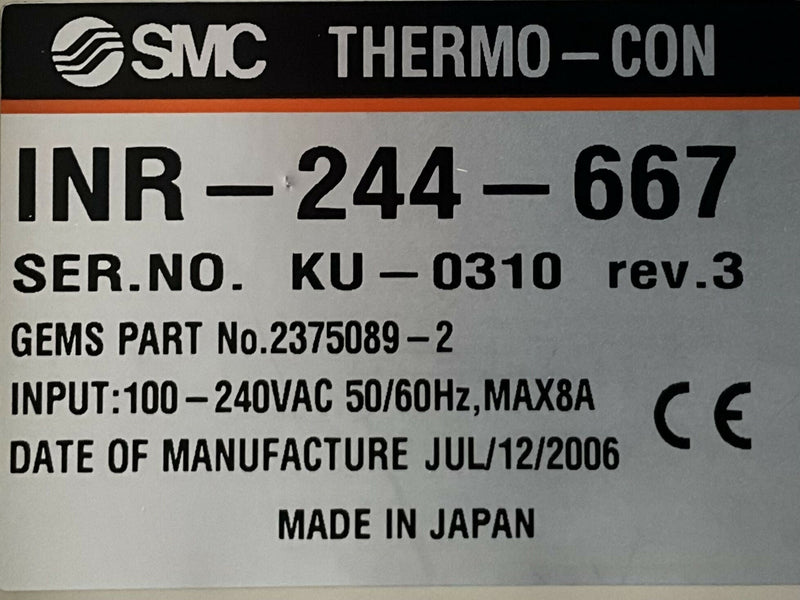 SMC THERMO-CON
INR-244-667
SER.NO. KU-0310 rev.3
GEMS PART No.2375089-2
INPUT:100-240VAC 50/60Hz,MAX8A
CE
DATE OF MANUFACTURE JUL/12/2006
MADE IN JAPAN